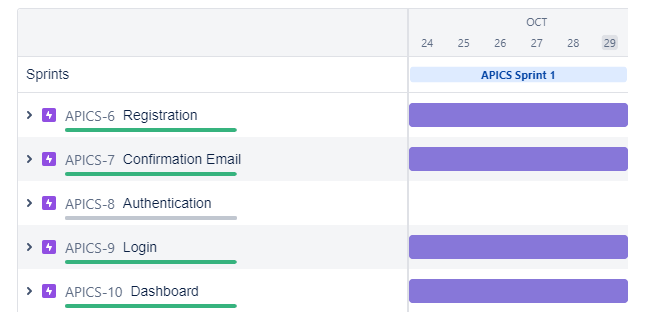 OCT
24 25 26 27 28 29
Sprints
APICS Sprint 1
APICS-6 Registration
APICS-7 Confirmation Email
APICS-8 Authentication
APICS-9 Login
APICS-10 Dashboard